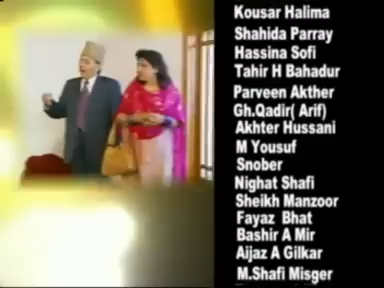 Kousar Halima
Shahida Parray
Hassina Sofi
Tahir H Bahadur
Parveen Akther
Gh.Qadir( Arif)
Akhter Hussani
M Yousuf
Snober
Nighat Shafi
Sheikh Manzoor
Fayaz Bhat
Bashir A Mir
Aijaz A Gilkar
M.Shafi Misger